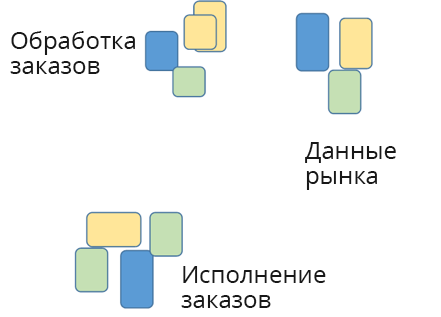 Обработка
заказов
Данные
рынка
Исполнение
заказов